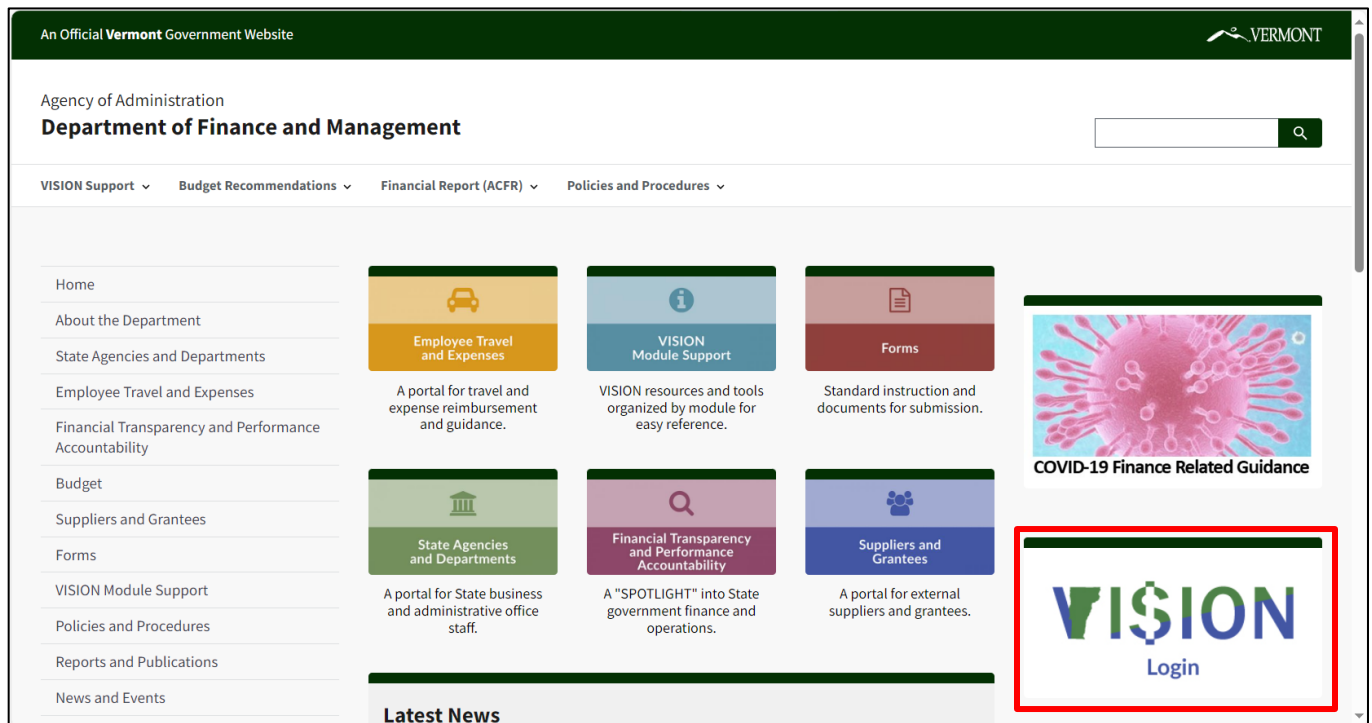 An Official Vermont Government Website
VERMONT
Agency of Administration
Department of Finance and Management
VISION Support
Budget Recommendations
Financial Report (ACFR)
Policies and Procedures
Home
About the Department
State Agencies and Departments
Employee Travel and Expenses
Financial Transparency and Performance
Accountability
Budget
Suppliers and Grantees
Forms
VISION Module Support
Policies and Procedures
Reports and Publications
News and Events
Employee Travel
and Expenses
A portal for travel and
expense reimbursement
and guidance.
VISION
Module Support
VISION resources and tools
organized by module for
easy reference.
Forms
Standard instruction and
documents for submission.
State Agencies
and Departments
A portal for State business
and administrative office
staff.
Financial Transparency
and Performance
Accountability
A "SPOTLIGHT" into State
government finance and
operations.
Suppliers and
Grantees
A portal for external
suppliers and grantees.
Latest News
COVID-19 Finance Related Guidance
VI$ION
Login